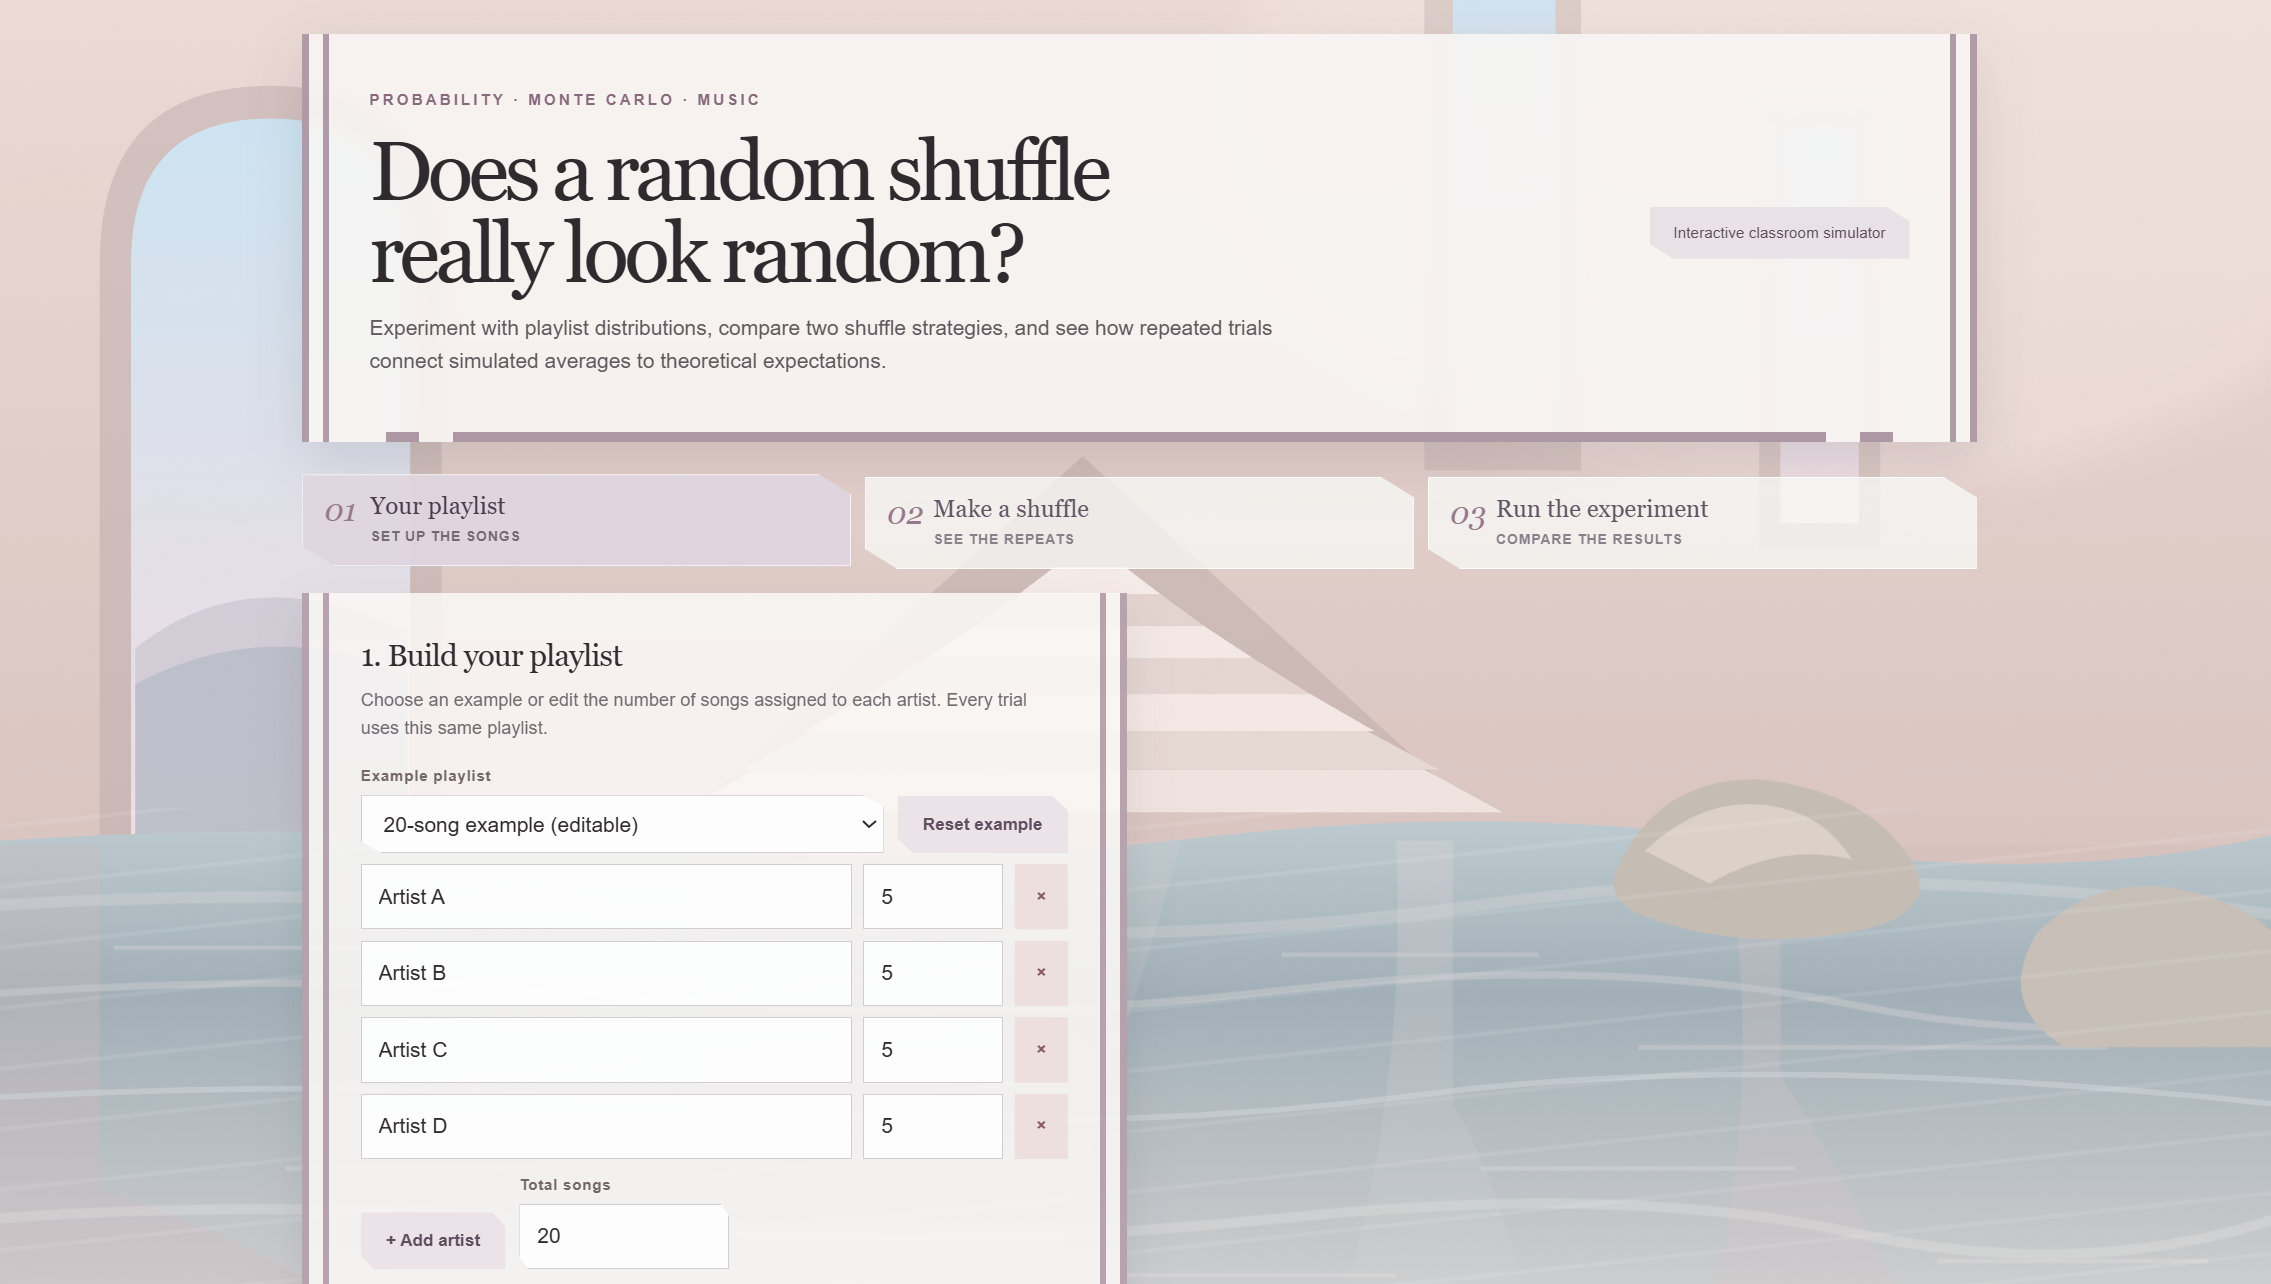 PROBABILITY · MONTE CARLO · MUSIC
Does a random shuffle
really look random?
Experiment with playlist distributions, compare two shuffle strategies, and see how repeated trials
connect simulated averages to theoretical expectations.
Interactive classroom simulator
01 Your playlist
SET UP THE SONGS
02 Make a shuffle
SEE THE REPEATS
03 Run the experiment
COMPARE THE RESULTS
1. Build your playlist
Choose an example or edit the number of songs assigned to each artist. Every trial
uses this same playlist.
Example playlist
20-song example (editable)
Reset example
Artist A 5 ×
Artist B 5 ×
Artist C 5 ×
Artist D 5 ×
Total songs
+ Add artist 20